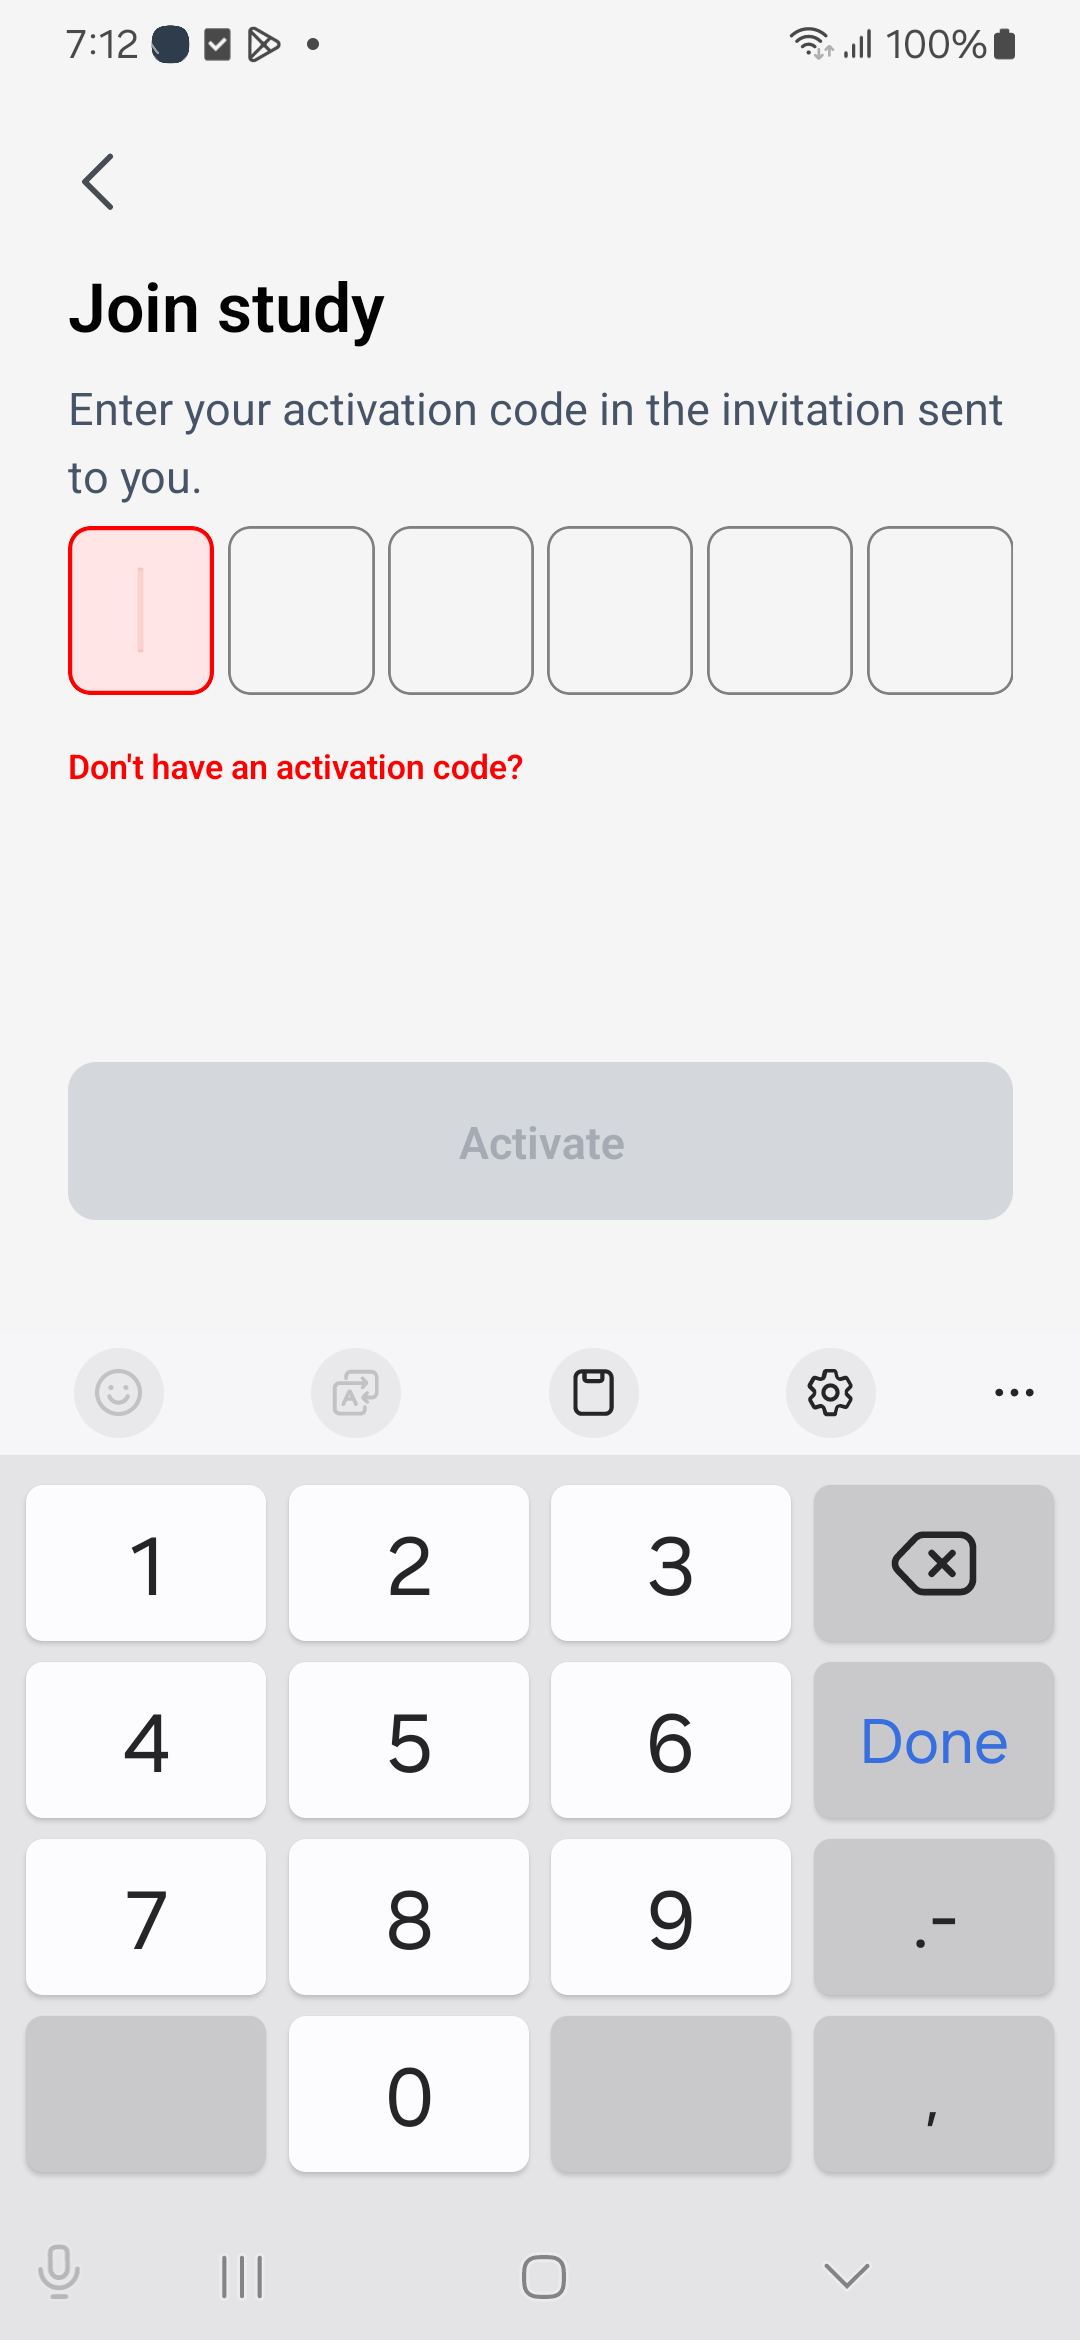 7:12
100%
Join study
Enter your activation code in the invitation sent
to you.
Don't have an activation code?
Activate
1 2 3
4 5 6 Done
7 8 9 .-
0 ,